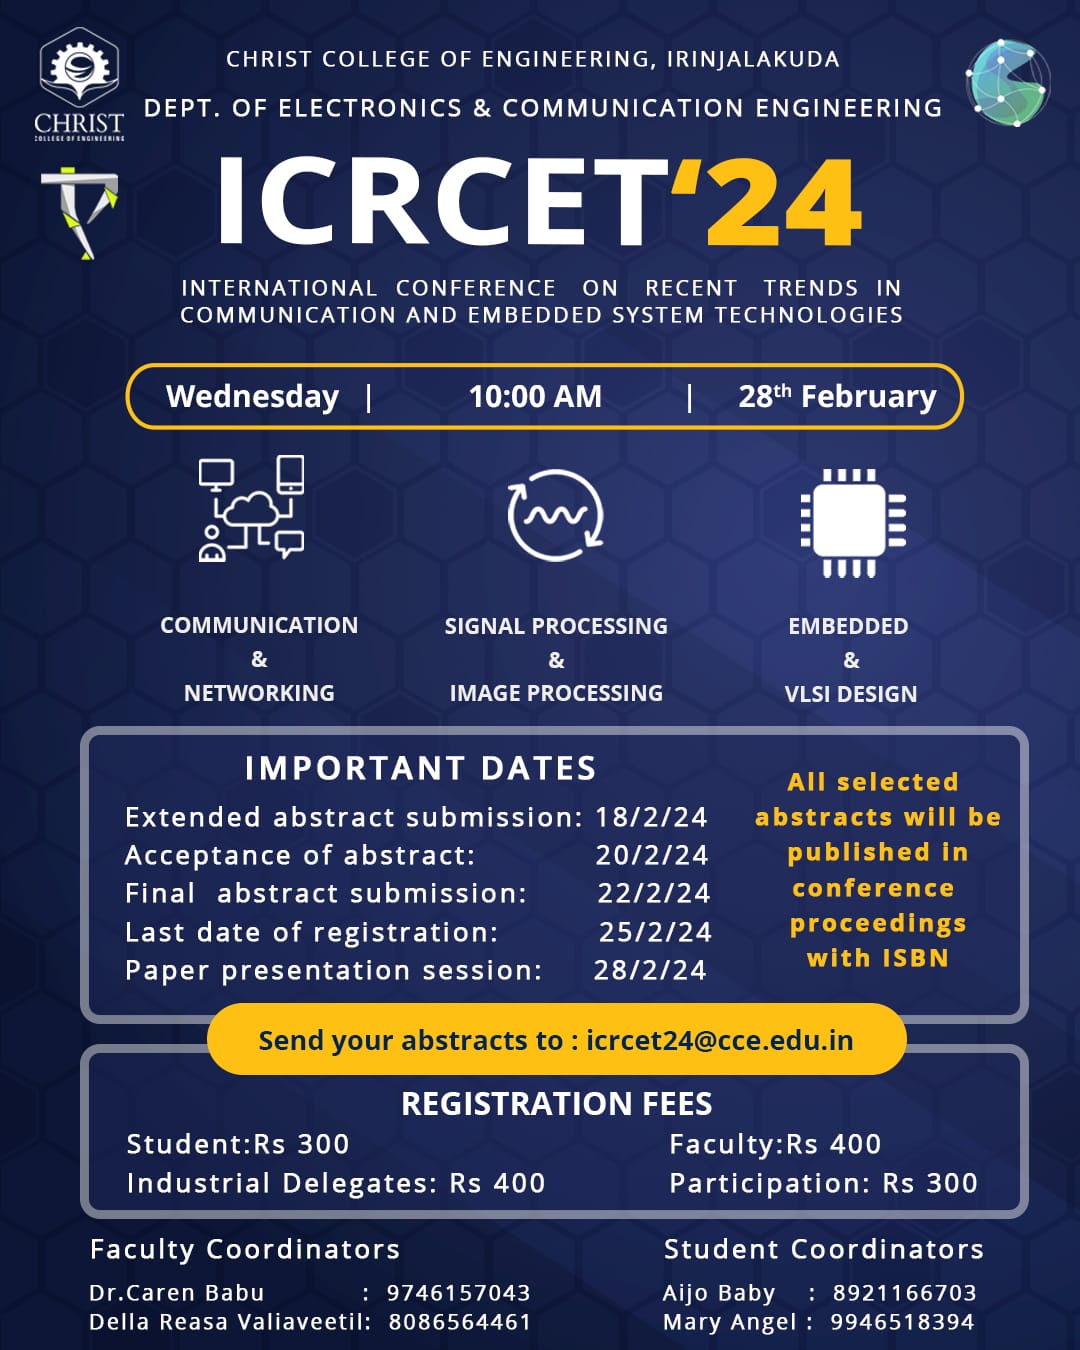 CHRIST COLLEGE OF ENGINEERING, IRINJALAKUDA
DEPT. OF ELECTRONICS & COMMUNICATION ENGINEERING
CHRIST
COLLEGE OF ENGINEERING
ICRCET‘24
INTERNATIONAL CONFERENCE ON RECENT TRENDS IN
COMMUNICATION AND EMBEDDED SYSTEM TECHNOLOGIES
Wednesday | 10:00 AM | 28th February
COMMUNICATION
&
NETWORKING
SIGNAL PROCESSING
&
IMAGE PROCESSING
EMBEDDED
&
VLSI DESIGN
IMPORTANT DATES
Extended abstract submission: 18/2/24
Acceptance of abstract: 20/2/24
Final abstract submission: 22/2/24
Last date of registration: 25/2/24
Paper presentation session: 28/2/24
All selected
abstracts will be
published in
conference
proceedings
with ISBN
Send your abstracts to : icrcet24@cce.edu.in
REGISTRATION FEES
Student:Rs 300
Faculty:Rs 400
Industrial Delegates: Rs 400
Participation: Rs 300
Faculty Coordinators
Dr.Caren Babu : 9746157043
Della Reasa Valiaveetil: 8086564461
Student Coordinators
Aijo Baby : 8921166703
Mary Angel : 9946518394